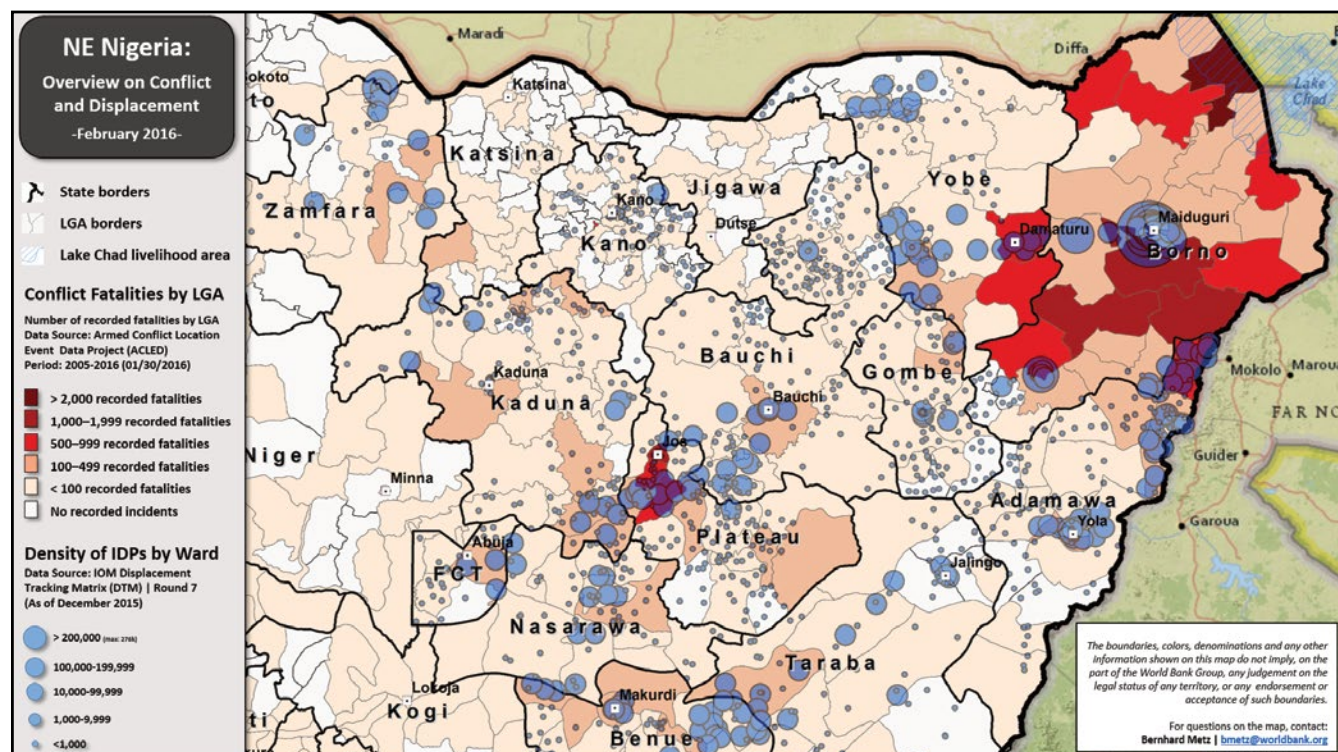 NE Nigeria:
Overview on Conflict
and Displacement
-February 2016-
State borders
LGA borders
Lake Chad livelihood area
Conflict Fatalities by LGA
Number of recorded fatalities by LGA
Data Source: Armed Conflict Location
Event Data Project (ACLED)
Period: 2005-2016 (01/30/2016)
> 2,000 recorded fatalities
1,000–1,999 recorded fatalities
500–999 recorded fatalities
100–499 recorded fatalities
< 100 recorded fatalities
No recorded incidents
Density of IDPs by Ward
Data Source: IOM Displacement
Tracking Matrix (DTM) | Round 7
(As of December 2015)
> 200,000 (max: 276k)
100,000-199,999
10,000-99,999
1,000-9,999
<1,000
Maradi
Diffa
Lake
Chad
Katsina
Katsina
Zamfara
Kano
Kano
Jigawa
Dutse
Yobe
Damaturu
Maiduguri
Borno
Kaduna
Kaduna
Bauchi
Bauchi
Gombe
Mokolo
Maroua
FAR NO
Guider
Garoua
Niger
Minna
Jos
Plateau
Adamawa
Yola
Abuja
FCT
Nasarawa
Jalingo
Taraba
Lokoja
Kogi
Makurdi
Benue
The boundaries, colors, denominations and any other
information shown on this map do not imply, on the
part of the World Bank Group, any judgement on the
legal status of any territory, or any endorsement or
acceptance of such boundaries.
For questions on the map, contact:
Bernhard Metz | bmetz@worldbank.org